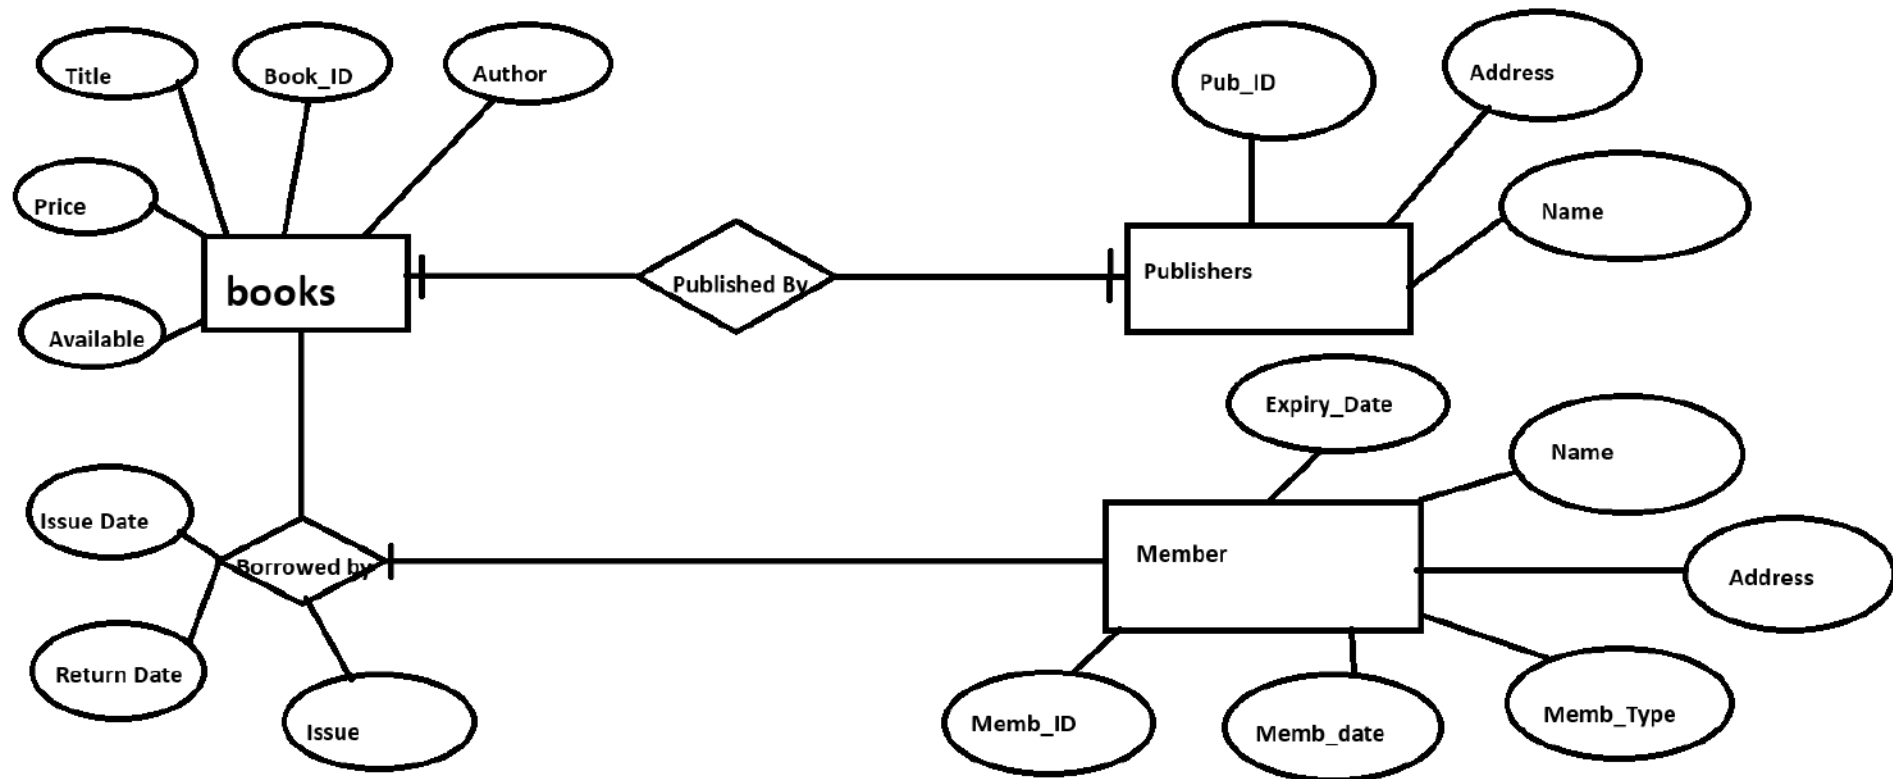 Title
Book_ID
Author
Pub_ID
Address
Price
Name
books
Published By
Publishers
Available
Expiry_Date
Name
Issue Date
Borrowed by
Member
Address
Return Date
Issue
Memb_ID
Memb_date
Memb_Type